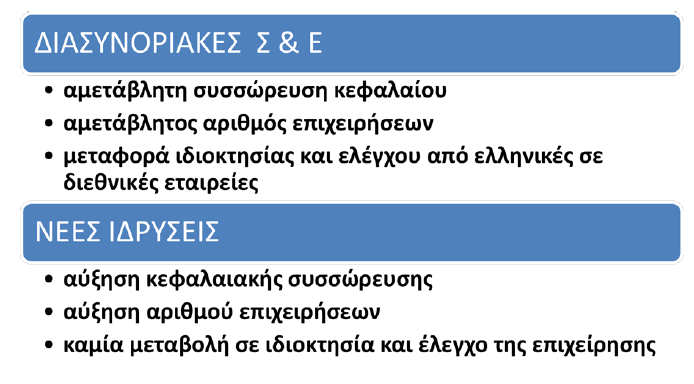 ΔΙΑΣΥΝΟΡΙΑΚΕΣ Σ & Ε
• αμετάβλητη συσσώρευση κεφαλαίου
• αμετάβλητος αριθμός επιχειρήσεων
• μεταφορά ιδιοκτησίας και ελέγχου από ελληνικές σε
διεθνικές εταιρείες
ΝΕΕΣ ΙΔΡΥΣΕΙΣ
• αύξηση κεφαλαιακής συσσώρευσης
• αύξηση αριθμού επιχειρήσεων
• καμία μεταβολή σε ιδιοκτησία και έλεγχο της επιχείρησης